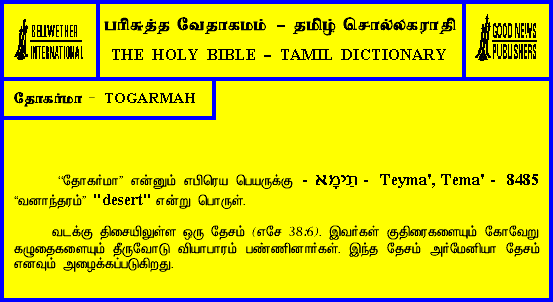 BELLWETHER
INTERNATIONAL
பரிசுத்த வேதாகமம் – தமிழ் சொல்லகராதி
THE HOLY BIBLE – TAMIL DICTIONARY
GOOD NEWS
PUBLISHERS
தோகர்மா – TOGARMAH
“தோகர்மா” என்னும் எபிரெய பெயருக்கு - תֵּימָא - Teyma', Tema' - 8485
“வனாந்தரம்” "desert" என்று பொருள்.
வடக்கு திசையிலுள்ள ஒரு தேசம் (எசே 38:6). இவர்கள் குதிரைகளையும் கோவேறு
கழுதைகளையும் தீருவோடு வியாபாரம் பண்ணினார்கள். இந்த தேசம் அர்மேனியா தேசம்
எனவும் அழைக்கப்படுகிறது.